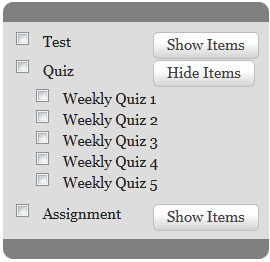 Test Show Items
Quiz Hide Items
Weekly Quiz 1
Weekly Quiz 2
Weekly Quiz 3
Weekly Quiz 4
Weekly Quiz 5
Assignment Show Items